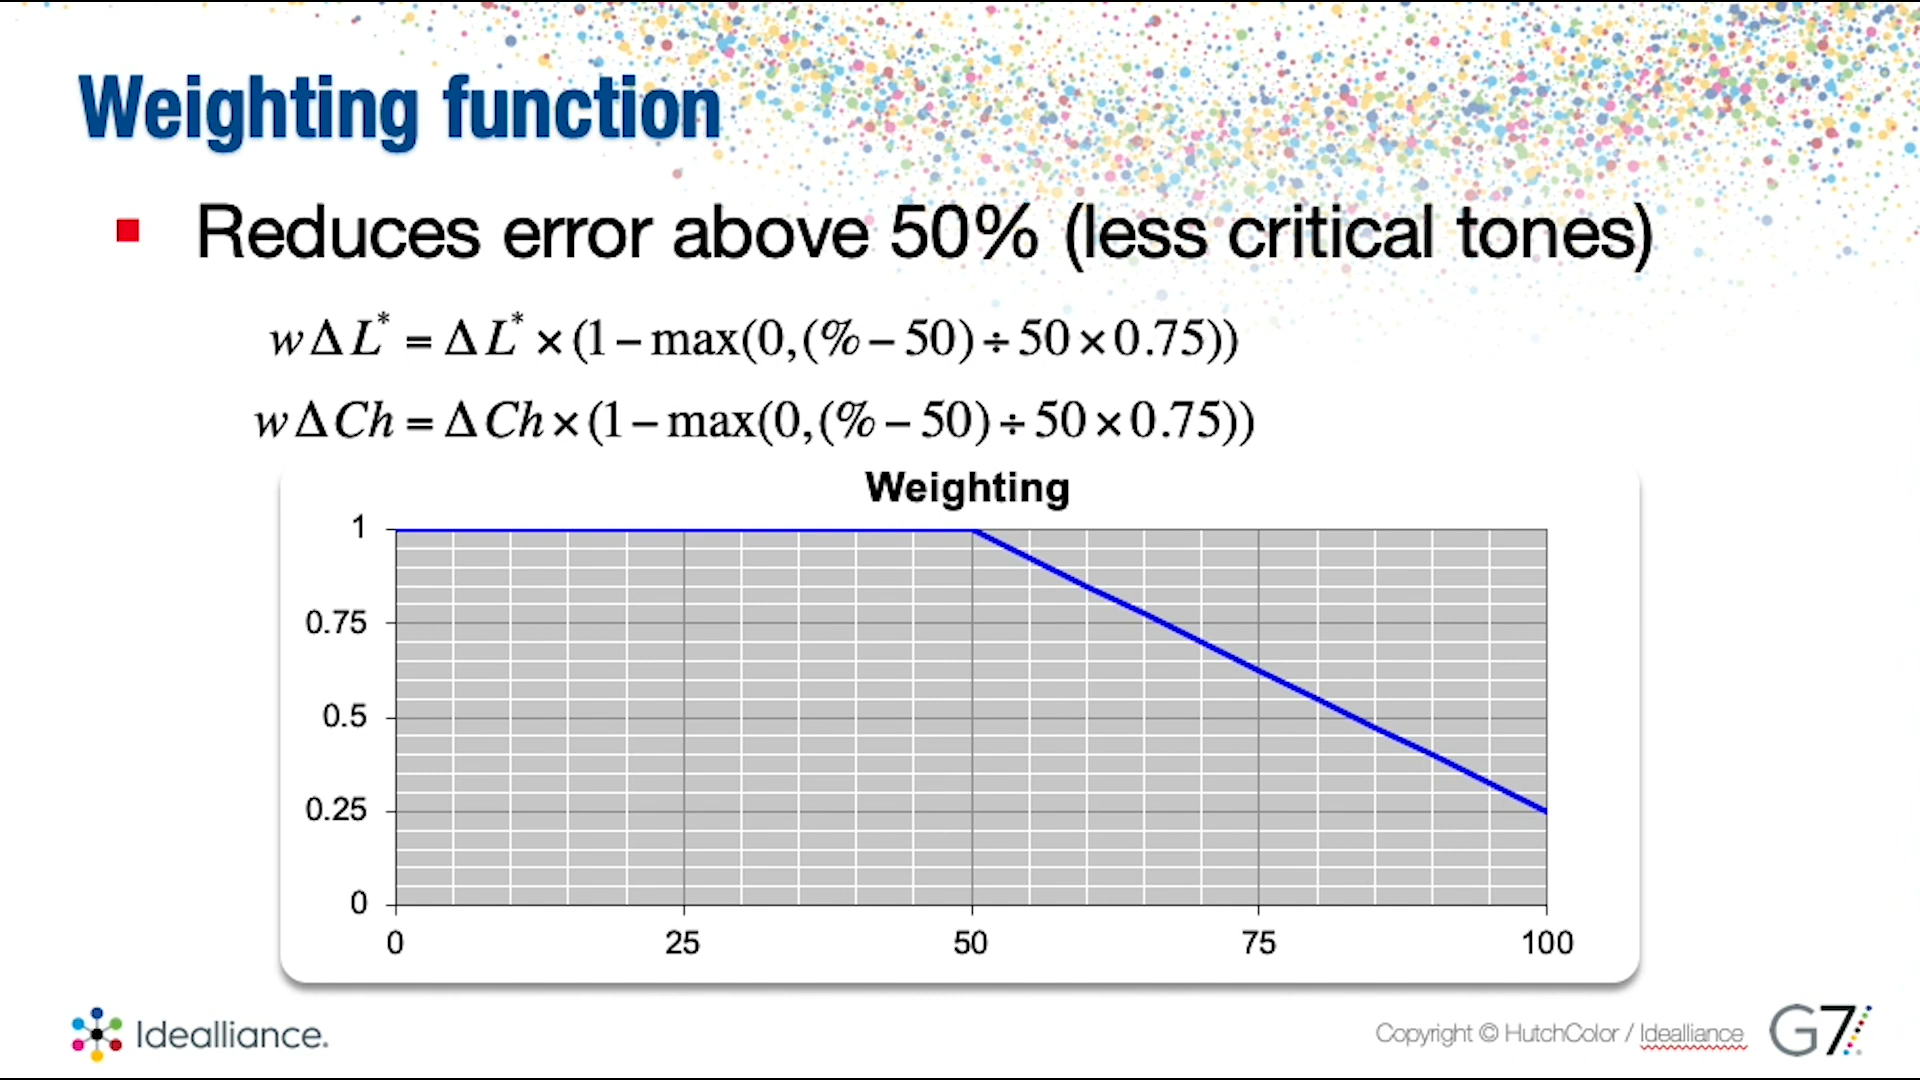 Weighting function
Reduces error above 50% (less critical tones)
wΔL* = ΔL* × (1 − max(0,(% − 50) ÷ 50 × 0.75))
wΔCh = ΔCh × (1 − max(0,(% − 50) ÷ 50 × 0.75))
Weighting
1
0.75
0.5
0.25
0
0 25 50 75 100
Idealliance.
Copyright © HutchColor / Idealliance
G7